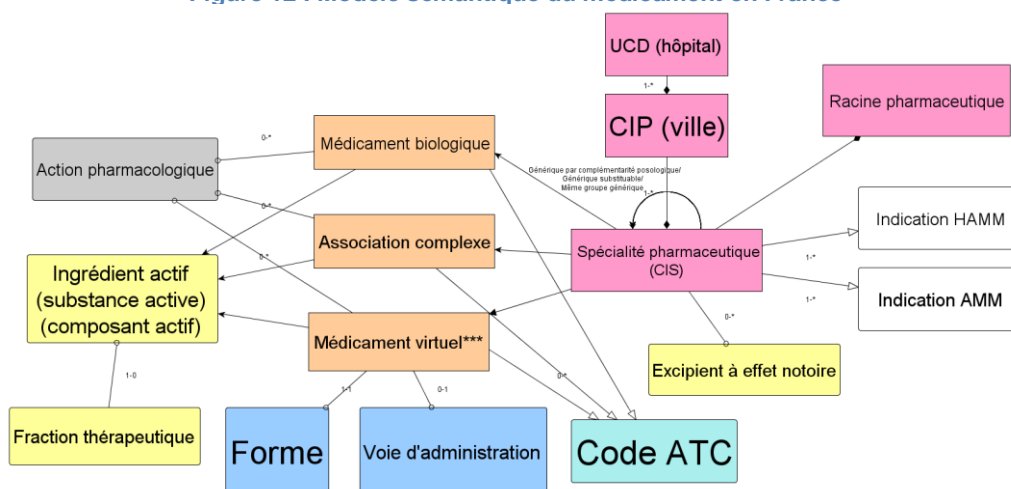 Figure 12 : Modèle sémantique du médicament en France
UCD (hôpital)
1-*
CIP (ville)
Racine pharmaceutique
Médicament biologique
0-*
Action pharmacologique
Générique par complémentarité posologique/
Générique substituable/
Même groupe générique
1-*
0-*
Association complexe
Spécialité pharmaceutique
(CIS)
Indication HAMM
1-*
Ingrédient actif
(substance active)
(composant actif)
0-*
Indication AMM
1-*
Médicament virtuel***
0-*
Excipient à effet notoire
1-0
1-1
0-1
0-*
Fraction thérapeutique
Forme
Voie d'administration
Code ATC